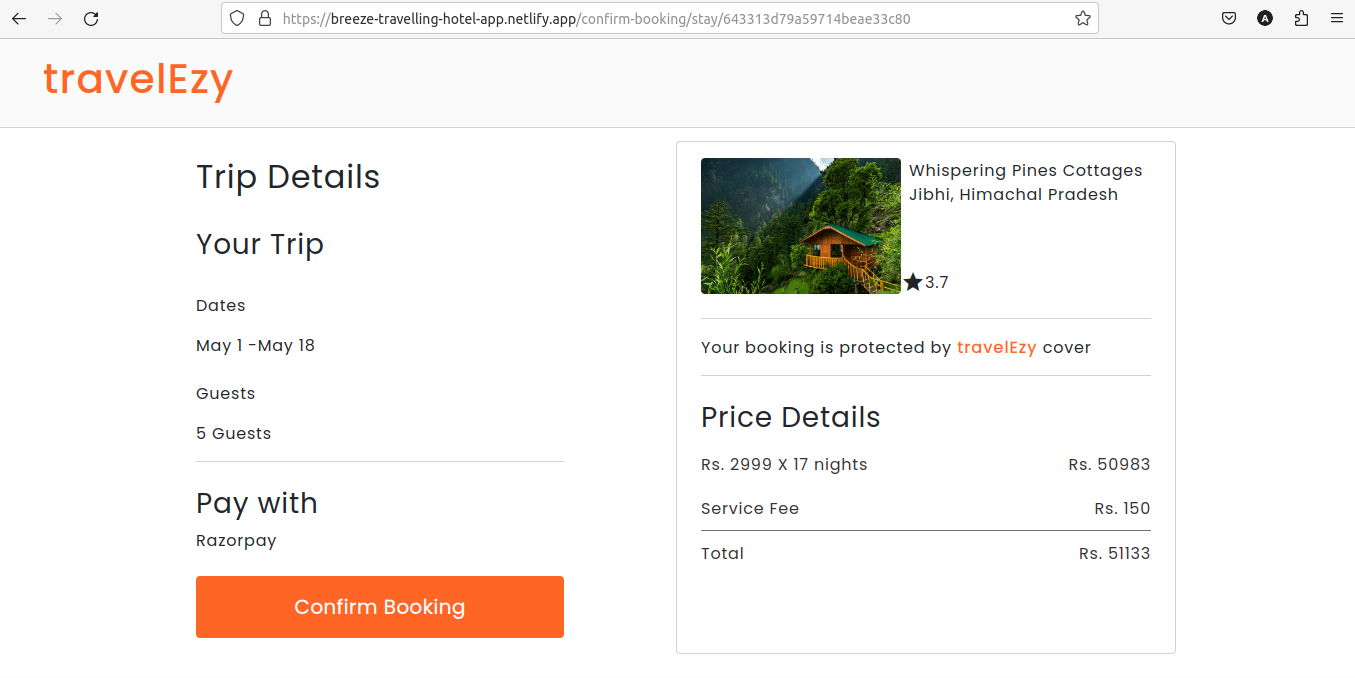 https://breeze-travelling-hotel-app.netlify.app/confirm-booking/stay/643313d79a59714beae33c80
A
travelEzy
Trip Details
Your Trip
Dates
May 1 -May 18
Guests
5 Guests
Pay with
Razorpay
Confirm Booking
Whispering Pines Cottages
Jibhi, Himachal Pradesh
3.7
Your booking is protected by travelEzy cover
Price Details
Rs. 2999 X 17 nights Rs. 50983
Service Fee Rs. 150
Total Rs. 51133